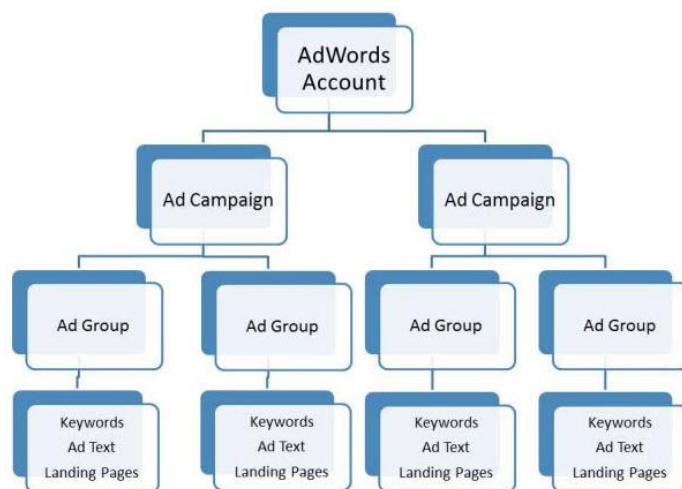 AdWords
Account
Ad Campaign
Ad Campaign
Ad Group
Ad Group
Ad Group
Ad Group
Keywords
Ad Text
Landing Pages
Keywords
Ad Text
Landing Pages
Keywords
Ad Text
Landing Pages
Keywords
Ad Text
Landing Pages